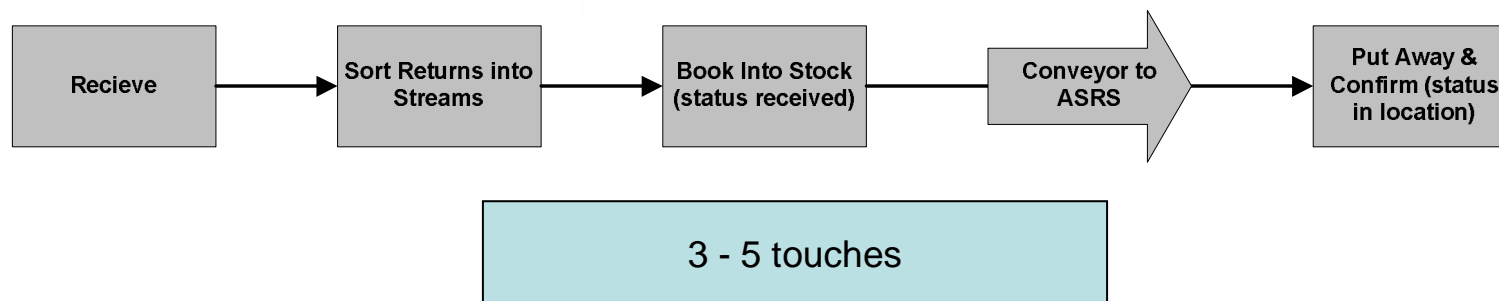 Recieve
Sort Returns into
Streams
Book Into Stock
(status received)
Conveyor to
ASRS
Put Away &
Confirm (status
in location)
3 - 5 touches